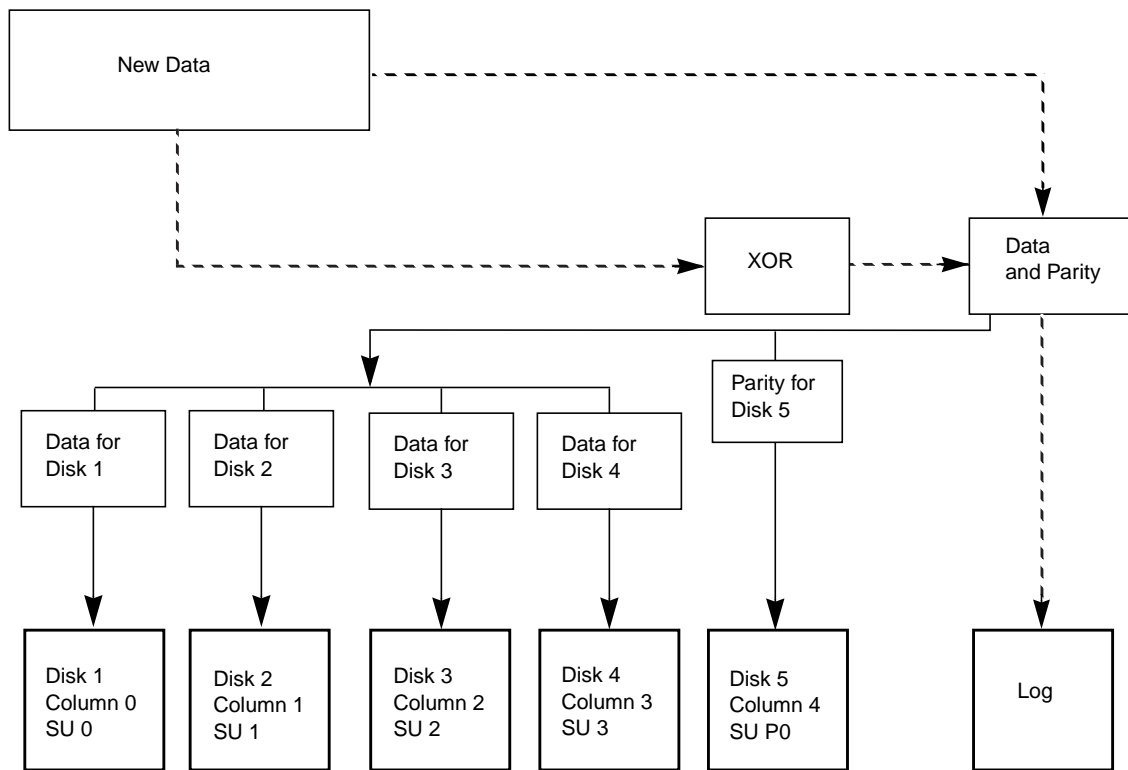 New Data
XOR
Data
and Parity
Parity for
Disk 5
Data for
Disk 1
Data for
Disk 2
Data for
Disk 3
Data for
Disk 4
Disk 1
Column 0
SU 0
Disk 2
Column 1
SU 1
Disk 3
Column 2
SU 2
Disk 4
Column 3
SU 3
Disk 5
Column 4
SU P0
Log